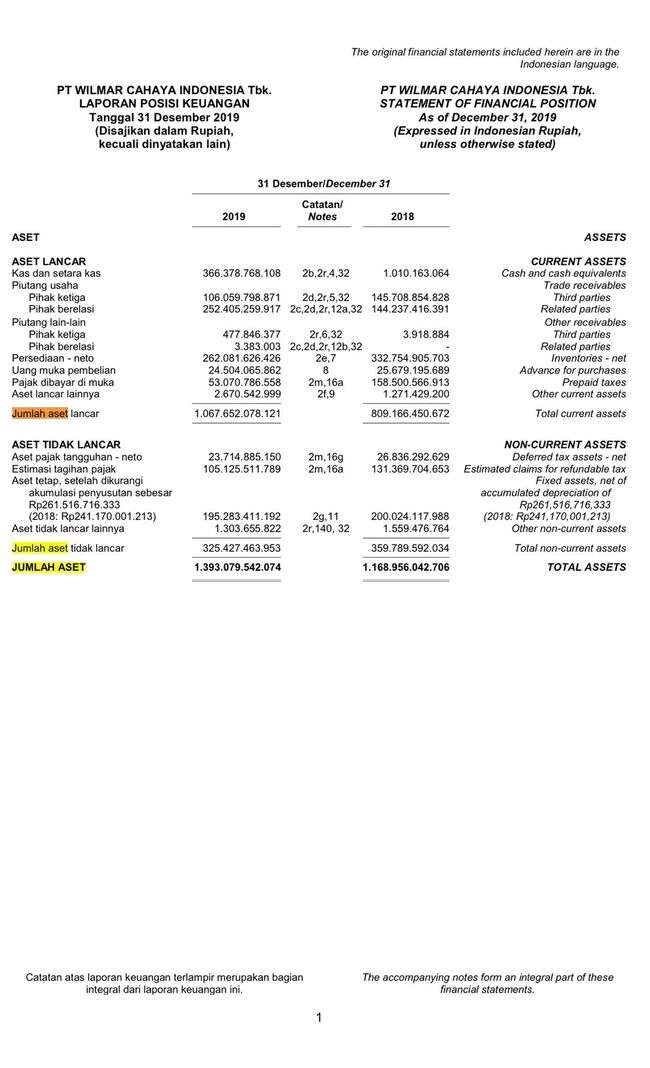 The original financial statements included herein are in the
Indonesian language.
PT WILMAR CAHAYA INDONESIA Tbk.
LAPORAN POSISI KEUANGAN
Tanggal 31 Desember 2019
(Disajikan dalam Rupiah,
kecuali dinyatakan lain)
PT WILMAR CAHAYA INDONESIA Tbk.
STATEMENT OF FINANCIAL POSITION
As of December 31, 2019
(Expressed in Indonesian Rupiah,
unless otherwise stated)
31 Desember/December 31
2019 Catatan/ Notes 2018
ASET ASSETS
ASET LANCAR CURRENT ASSETS
Kas dan setara kas 366.378.768.108 2b,2r,4,32 1.010.163.064 Cash and cash equivalents
Piutang usaha Trade receivables
Pihak ketiga 106.059.798.871 2d,2r,5,32 145.708.854.828 Third parties
Pihak berelasi 252.405.259.917 2c,2d,2r,12a,32 144.237.416.391 Related parties
Piutang lain-lain Other receivables
Pihak ketiga 477.846.377 2r,6,32 3.918.884 Third parties
Pihak berelasi 3.383.003 2c,2d,2r,12b,32 - Related parties
Persediaan - neto 262.081.626.426 2e,7 332.754.905.703 Inventories - net
Uang muka pembelian 24.504.065.862 8 25.679.195.689 Advance for purchases
Pajak dibayar di muka 53.070.786.558 2m,16a 158.500.566.913 Prepaid taxes
Aset lancar lainnya 2.670.542.999 2f,9 1.271.429.200 Other current assets
Jumlah aset lancar 1.067.652.078.121 809.166.450.672 Total current assets
ASET TIDAK LANCAR NON-CURRENT ASSETS
Aset pajak tangguhan - neto 23.714.885.150 2m,16g 26.836.292.629 Deferred tax assets - net
Estimasi tagihan pajak 105.125.511.789 2m,16a 131.369.704.653 Estimated claims for refundable tax
Aset tetap, setelah dikurangi Fixed assets, net of
akumulasi penyusutan sebesar accumulated depreciation of
Rp261.516.716.333 Rp261,516,716,333
(2018: Rp241.170.001.213) 195.283.411.192 2g,11 200.024.117.988 (2018: Rp241,170,001,213)
Aset tidak lancar lainnya 1.303.655.822 2r,140, 32 1.559.476.764 Other non-current assets
Jumlah aset tidak lancar 325.427.463.953 359.789.592.034 Total non-current assets
JUMLAH ASET 1.393.079.542.074 1.168.956.042.706 TOTAL ASSETS
Catatan atas laporan keuangan terlampir merupakan bagian
integral dari laporan keuangan ini.
The accompanying notes form an integral part of these
financial statements.
1